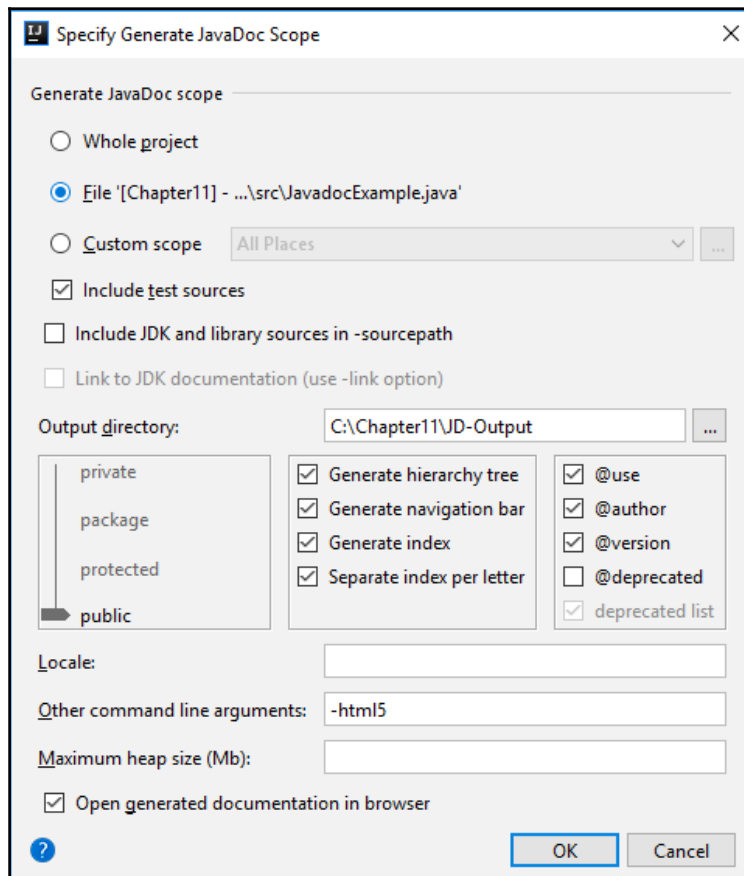 IJ
Specify Generate JavaDoc Scope
Generate JavaDoc scope
Whole project
File '[Chapter11] - ...\src\JavadocExample.java'
Custom scope All Places ...
Include test sources
Include JDK and library sources in -sourcepath
Link to JDK documentation (use -link option)
Output directory: C:\Chapter11\JD-Output ...
private
package
protected
public
Generate hierarchy tree
Generate navigation bar
Generate index
Separate index per letter
@use
@author
@version
@deprecated
deprecated list
Locale:
Other command line arguments: -html5
Maximum heap size (Mb):
Open generated documentation in browser
? OK Cancel